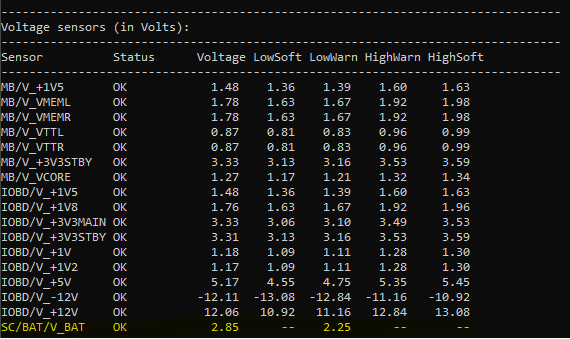 --------------------------------------------------------------------------------
Voltage sensors (in Volts):
--------------------------------------------------------------------------------
Sensor Status Voltage LowSoft LowWarn HighWarn HighSoft
--------------------------------------------------------------------------------
MB/V_+1V5 OK 1.48 1.36 1.39 1.60 1.63
MB/V_VMEML OK 1.78 1.63 1.67 1.92 1.98
MB/V_VMEMR OK 1.78 1.63 1.67 1.92 1.98
MB/V_VTTL OK 0.87 0.81 0.83 0.96 0.99
MB/V_VTTR OK 0.87 0.81 0.83 0.96 0.99
MB/V_+3V3STBY OK 3.33 3.13 3.16 3.53 3.59
MB/V_VCORE OK 1.27 1.17 1.21 1.32 1.34
IOBD/V_+1V5 OK 1.48 1.36 1.39 1.60 1.63
IOBD/V_+1V8 OK 1.76 1.63 1.67 1.92 1.96
IOBD/V_+3V3MAIN OK 3.33 3.06 3.10 3.49 3.53
IOBD/V_+3V3STBY OK 3.31 3.13 3.16 3.53 3.59
IOBD/V_+1V OK 1.18 1.09 1.11 1.28 1.30
IOBD/V_+1V2 OK 1.17 1.09 1.11 1.28 1.30
IOBD/V_+5V OK 5.17 4.55 4.75 5.35 5.45
IOBD/V_-12V OK -12.11 -13.08 -12.84 -11.16 -10.92
IOBD/V_+12V OK 12.06 10.92 11.16 12.84 13.08
SC/BAT/V_BAT OK 2.85 -- 2.25 -- --